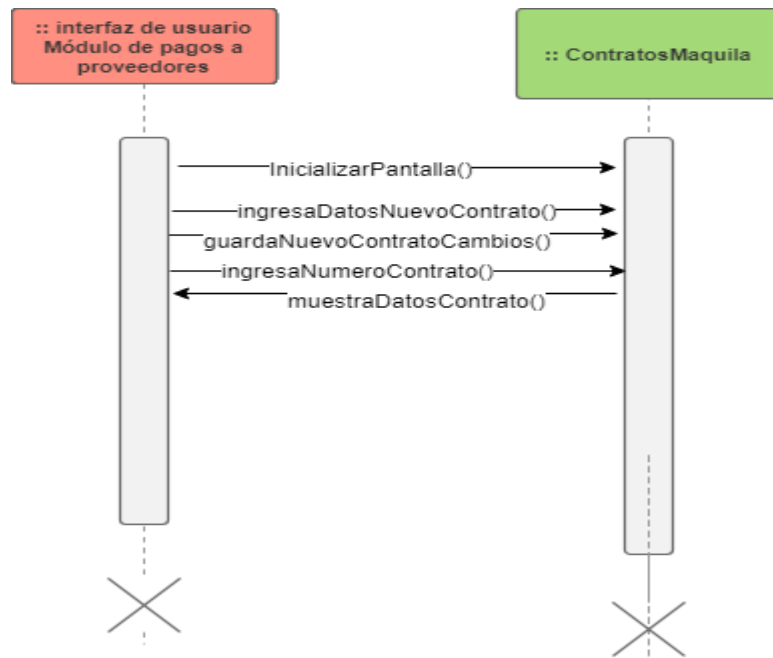 :: interfaz de usuario
Módulo de pagos a
proveedores
:: ContratosMaquila
InicializarPantalla()
ingresaDatosNuevoContrato()
guardaNuevoContratoCambios()
ingresaNumeroContrato()
muestraDatosContrato()